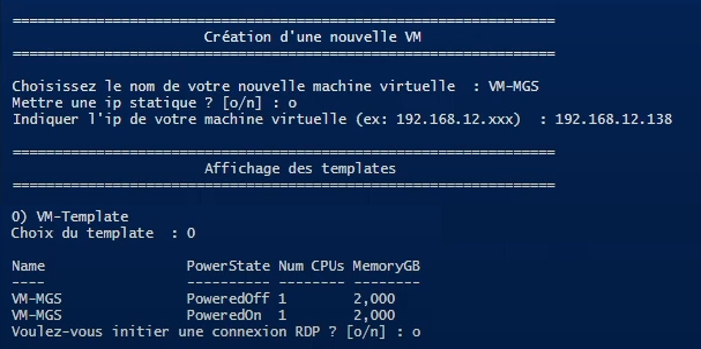 =================================================================
Création d'une nouvelle VM
=================================================================
Choisissez le nom de votre nouvelle machine virtuelle  : VM-MGS
Mettre une ip statique ? [o/n] : o
Indiquer l'ip de votre machine virtuelle (ex: 192.168.12.xxx)  : 192.168.12.138
=================================================================
Affichage des templates
=================================================================
0) VM-Template
Choix du template  : 0
Name                 PowerState Num CPUs MemoryGB
----                 ---------- -------- --------
VM-MGS               PoweredOff 1        2,000
VM-MGS               PoweredOn  1        2,000
Voulez-vous initier une connexion RDP ? [o/n] : o